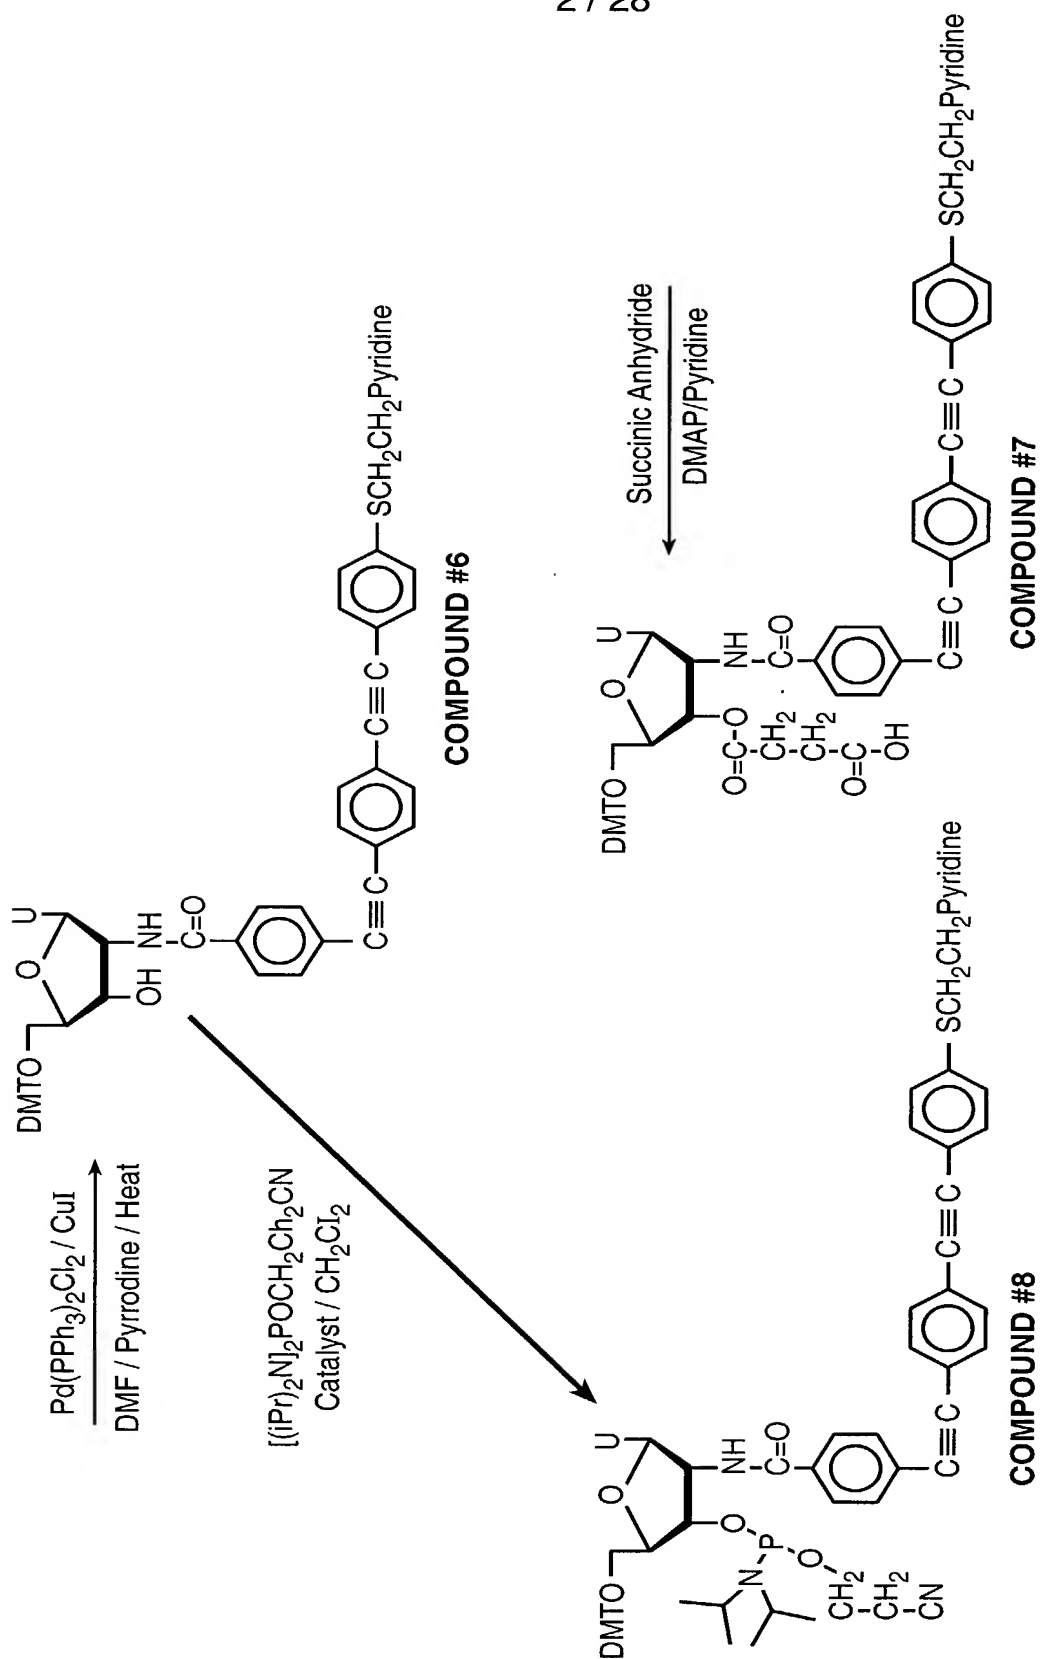 2 / 28
Pd(PPh3)2Cl2 / CuI
DMF / Pyrrodine / Heat
DMTO
O
U
OH
NH
C=O
C≡C
C≡C
SCH2CH2Pyridine
COMPOUND #6
[(iPr)2N]2POCH2Ch2CN
Catalyst / CH2Cl2
Succinic Anhydride
DMAP/Pyridine
DMTO
O
U
O
P
N
O
CH2
CH2
CN
NH
C=O
C≡C
C≡C
SCH2CH2Pyridine
COMPOUND #8
DMTO
O
U
O
O=C
CH2
CH2
O=C
OH
NH
C=O
C≡C
C≡C
SCH2CH2Pyridine
COMPOUND #7